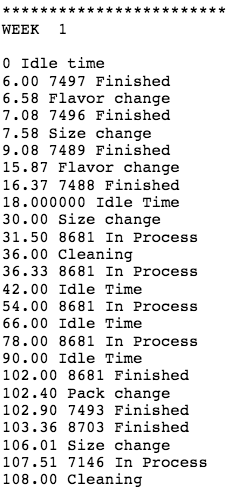 ************************
WEEK  1
0 Idle time
6.00 7497 Finished
6.58 Flavor change
7.08 7496 Finished
7.58 Size change
9.08 7489 Finished
15.87 Flavor change
16.37 7488 Finished
18.000000 Idle Time
30.00 Size change
31.50 8681 In Process
36.00 Cleaning
36.33 8681 In Process
42.00 Idle Time
54.00 8681 In Process
66.00 Idle Time
78.00 8681 In Process
90.00 Idle Time
102.00 8681 Finished
102.40 Pack change
102.90 7493 Finished
103.36 8703 Finished
106.01 Size change
107.51 7146 In Process
108.00 Cleaning